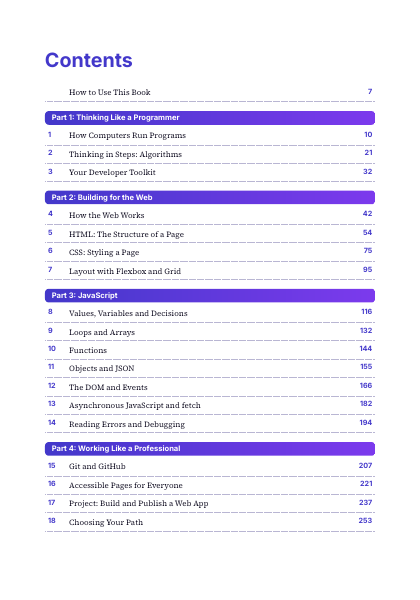 Contents
How to Use This Book 7
Part 1: Thinking Like a Programmer
1 How Computers Run Programs 10
2 Thinking in Steps: Algorithms 21
3 Your Developer Toolkit 32
Part 2: Building for the Web
4 How the Web Works 42
5 HTML: The Structure of a Page 54
6 CSS: Styling a Page 75
7 Layout with Flexbox and Grid 95
Part 3: JavaScript
8 Values, Variables and Decisions 116
9 Loops and Arrays 132
10 Functions 144
11 Objects and JSON 155
12 The DOM and Events 166
13 Asynchronous JavaScript and fetch 182
14 Reading Errors and Debugging 194
Part 4: Working Like a Professional
15 Git and GitHub 207
16 Accessible Pages for Everyone 221
17 Project: Build and Publish a Web App 237
18 Choosing Your Path 253